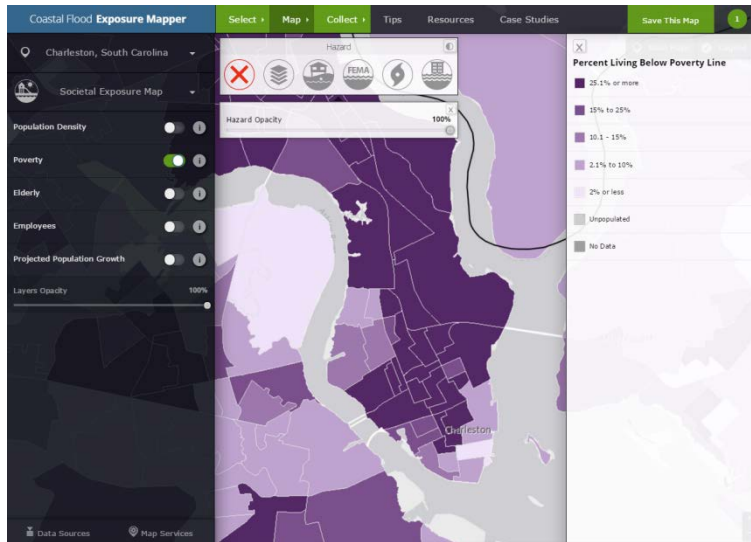 Coastal Flood Exposure Mapper
Select › Map › Collect › Tips Resources Case Studies Save This Map 1
Charleston, South Carolina
Societal Exposure Map
Population Density i
Poverty i
Elderly i
Employees i
Projected Population Growth i
Layers Opacity 100%
Data Sources Map Services
Hazard
FEMA
X
Hazard Opacity 100%
Charleston
X
Percent Living Below Poverty Line
25.1% or more
15% to 25%
10.1 - 15%
2.1% to 10%
2% or less
Unpopulated
No Data